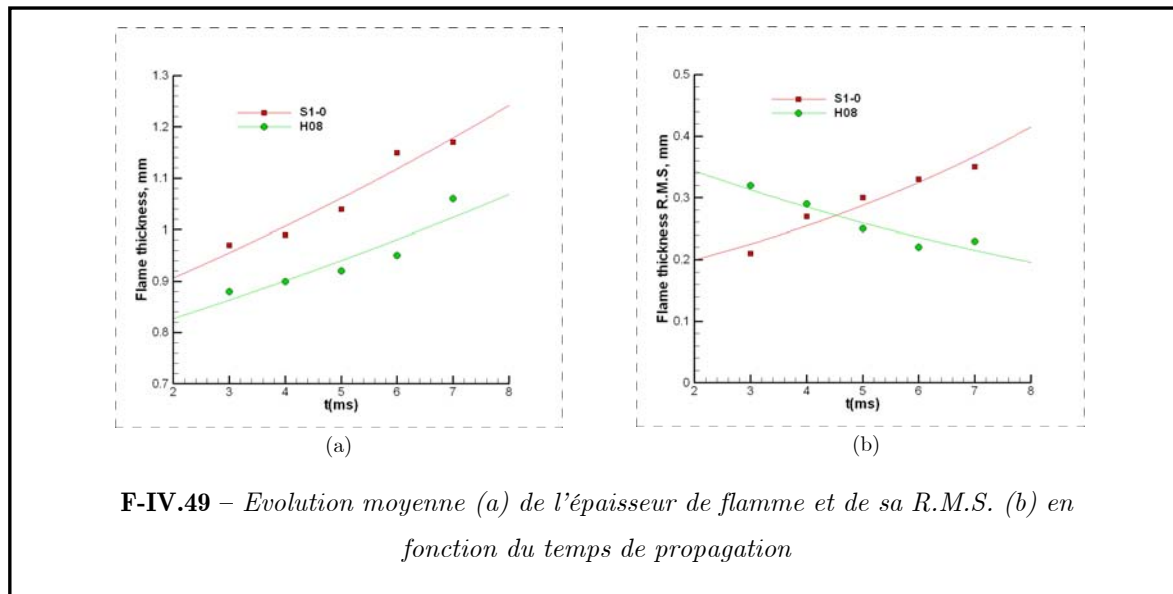 1.3
1.2
1.1
1
0.9
0.8
0.7
Flame thickness, mm
S1-0
H08
2 3 4 5 6 7 8
t(ms)
(a)
0.5
0.4
0.3
0.2
0.1
0
Flame thickness R.M.S, mm
S1-0
H08
2 3 4 5 6 7 8
t(ms)
(b)
F-IV.49 – Evolution moyenne (a) de l'épaisseur de flamme et de sa R.M.S. (b) en
fonction du temps de propagation